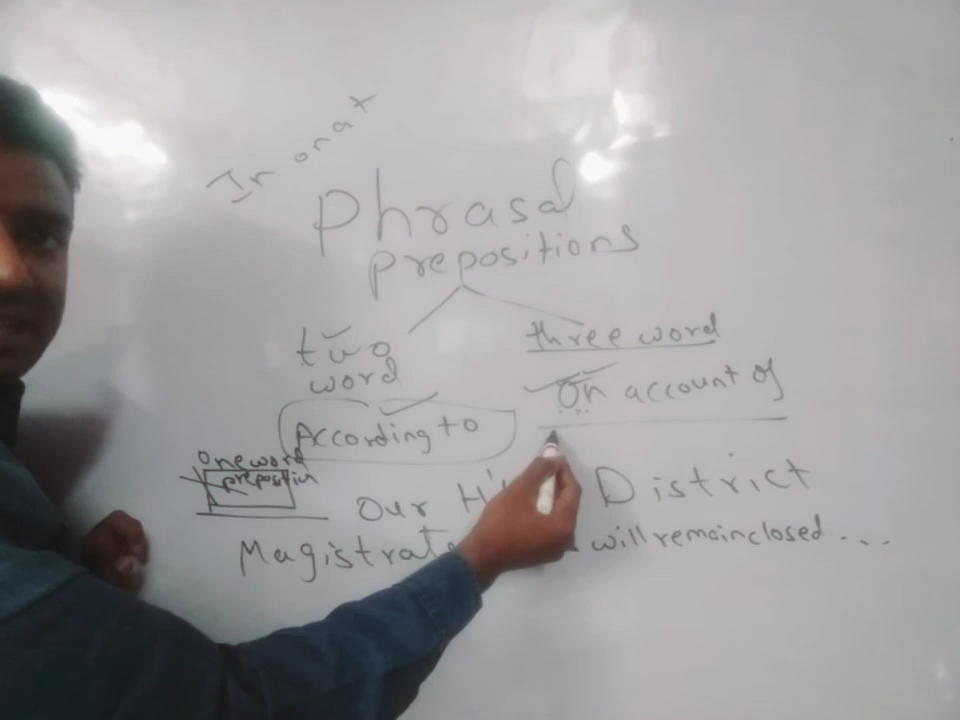 In on at
Phrasal
prepositions
two
word
three word
According to
On account of
one word
preposition
Our District
Magistrate will remain closed ...